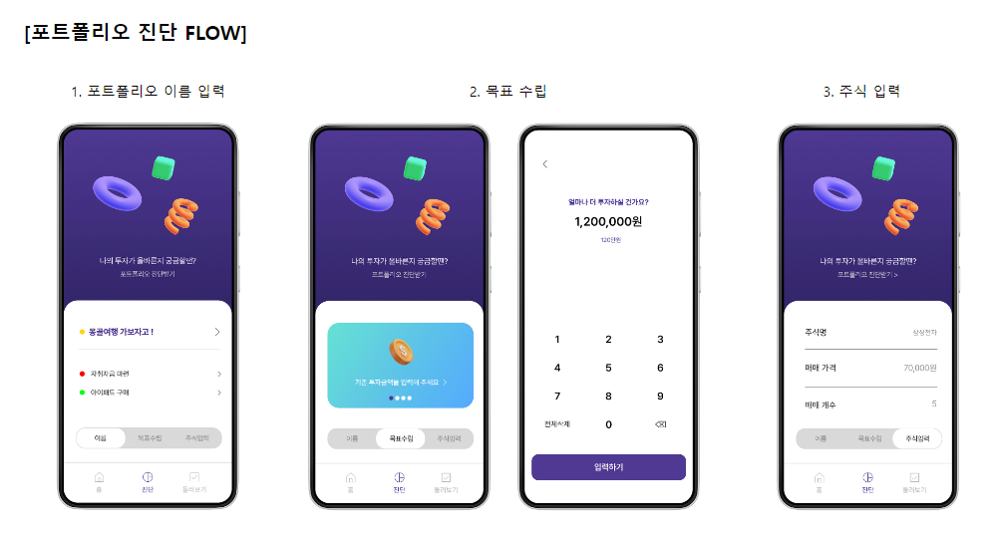 [포트폴리오 진단 FLOW]
1. 포트폴리오 이름 입력
2. 목표 수립
3. 주식 입력
나의 투자가 올바른지 궁금할땐?
포트폴리오 진단받기
몽골여행 가보자고 !
자취자금 마련
아이패드 구매
이름 목표수립 주식입력
홈 진단 둘러보기
나의 투자가 올바른지 궁금할땐?
포트폴리오 진단받기
기존 투자금액을 입력해 주세요 >
이름 목표수립 주식입력
홈 진단 둘러보기
얼마나 더 투자하실 건가요?
1,200,000원
120만원
1 2 3
4 5 6
7 8 9
전체삭제 0
입력하기
나의 투자가 올바른지 궁금할땐?
포트폴리오 진단받기 >
주식명 삼성전자
매매 가격 70,000원
매매 개수 5
이름 목표수립 주식입력
홈 진단 둘러보기